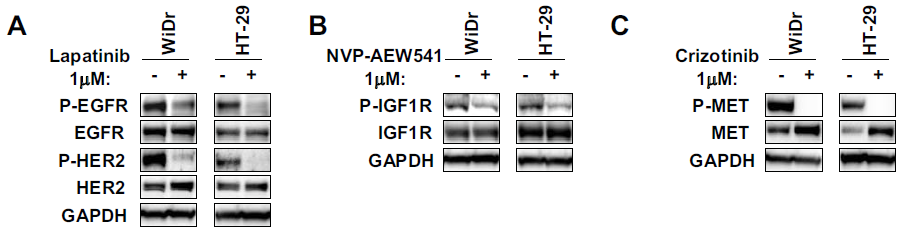 A
WiDr
HT-29
Lapatinib
1µM: - + - +
P-EGFR
EGFR
P-HER2
HER2
GAPDH
B
WiDr
HT-29
NVP-AEW541
1µM: - + - +
P-IGF1R
IGF1R
GAPDH
C
WiDr
HT-29
Crizotinib
1µM: - + - +
P-MET
MET
GAPDH